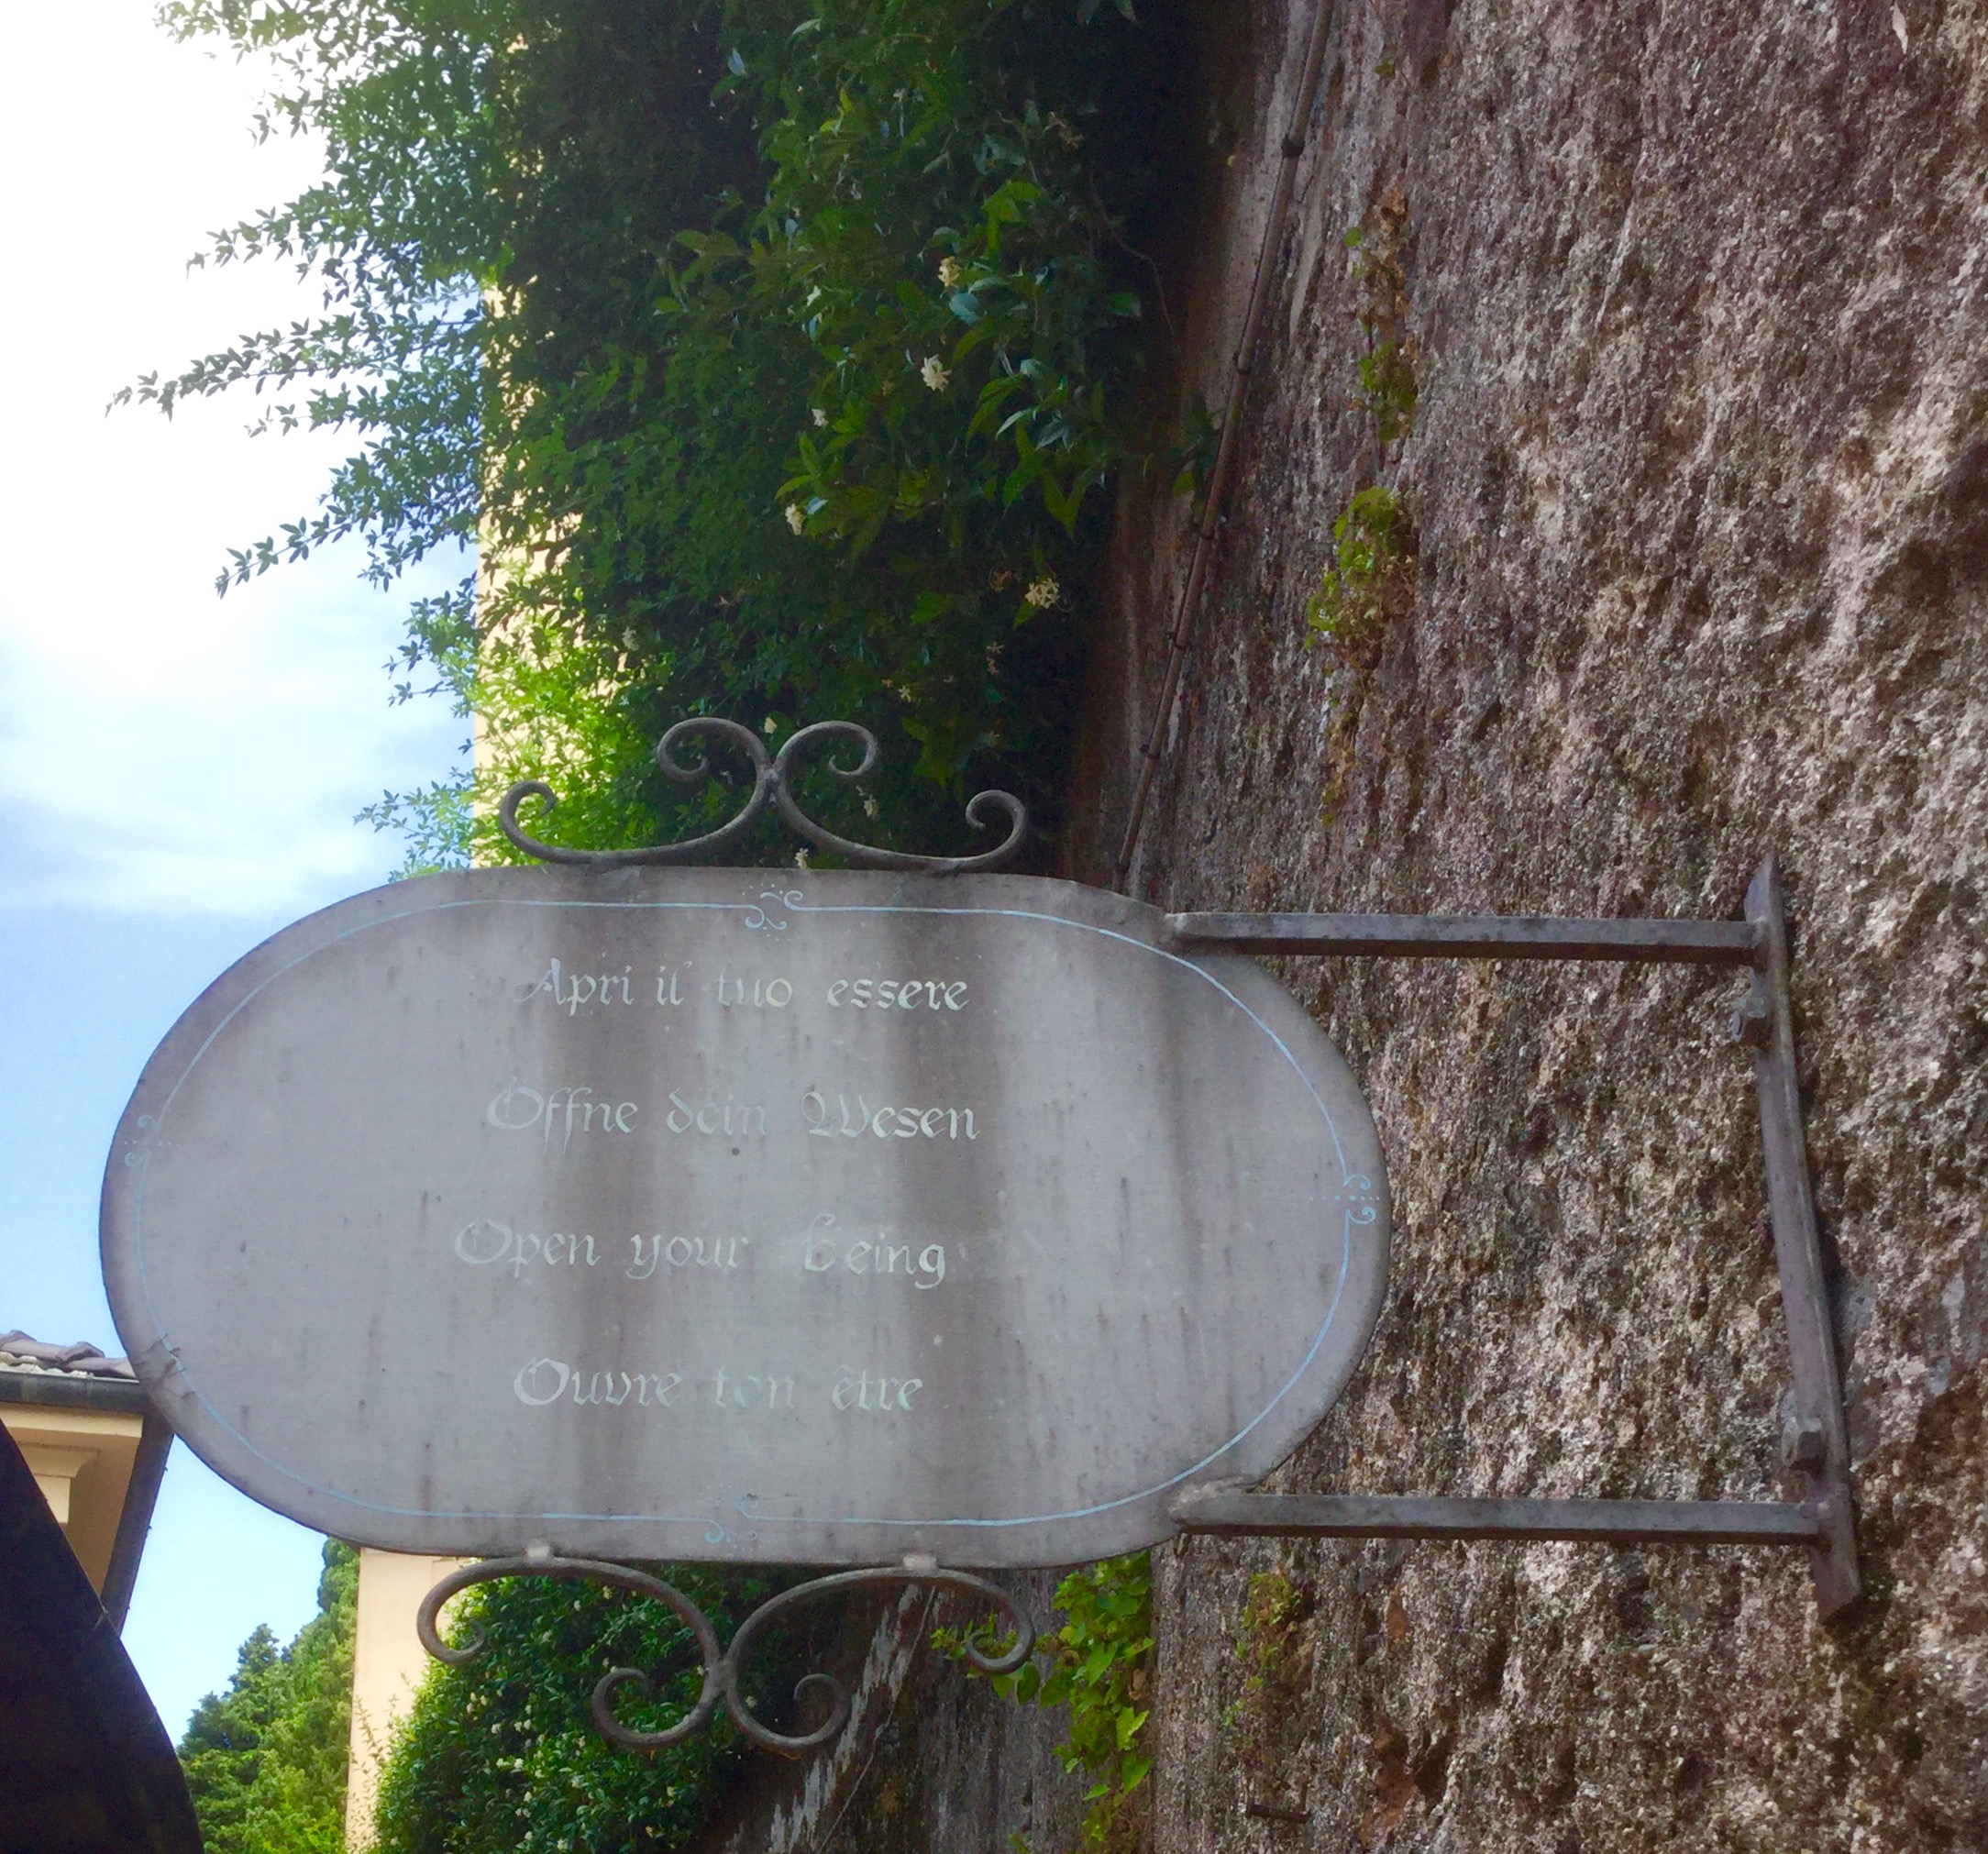 Apri il tuo essere
Öffne dein Wesen
Open your being
Ouvre ton être